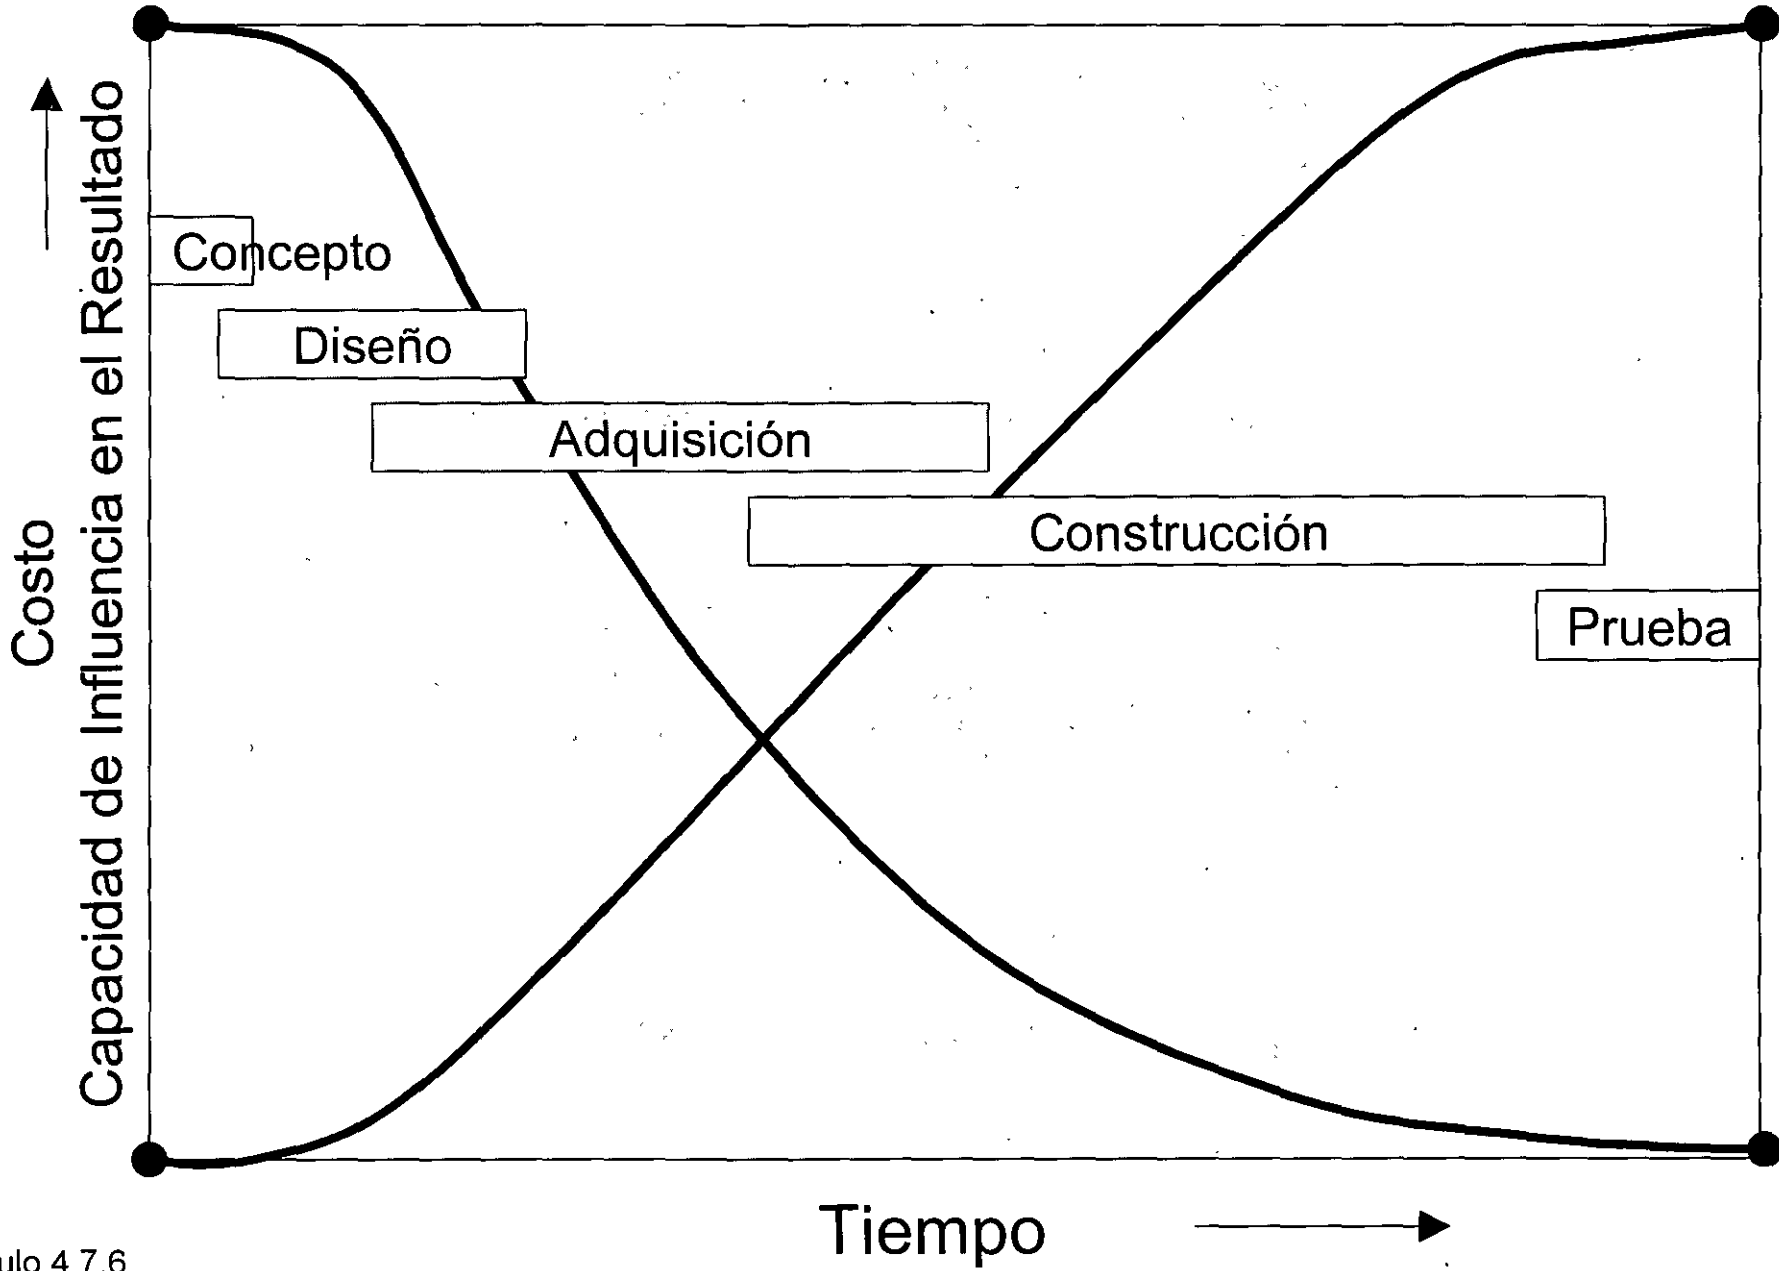 Costo
Capacidad de Influencia en el Resultado
Concepto
Diseño
Adquisición
Construcción
Prueba
Tiempo
ulo 4 7.6